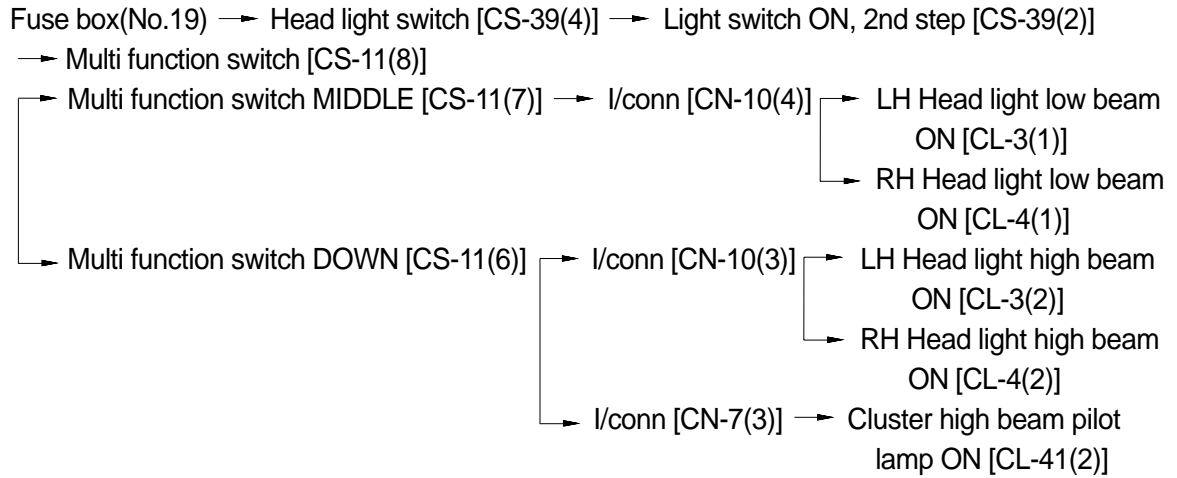 Fuse box(No.19) → Head light switch [CS-39(4)] → Light switch ON, 2nd step [CS-39(2)]
→ Multi function switch [CS-11(8)]
→ Multi function switch MIDDLE [CS-11(7)] → I/conn [CN-10(4)] → LH Head light low beam
ON [CL-3(1)]
→ RH Head light low beam
ON [CL-4(1)]
→ Multi function switch DOWN [CS-11(6)] → I/conn [CN-10(3)] → LH Head light high beam
ON [CL-3(2)]
→ RH Head light high beam
ON [CL-4(2)]
→ I/conn [CN-7(3)] → Cluster high beam pilot
lamp ON [CL-41(2)]